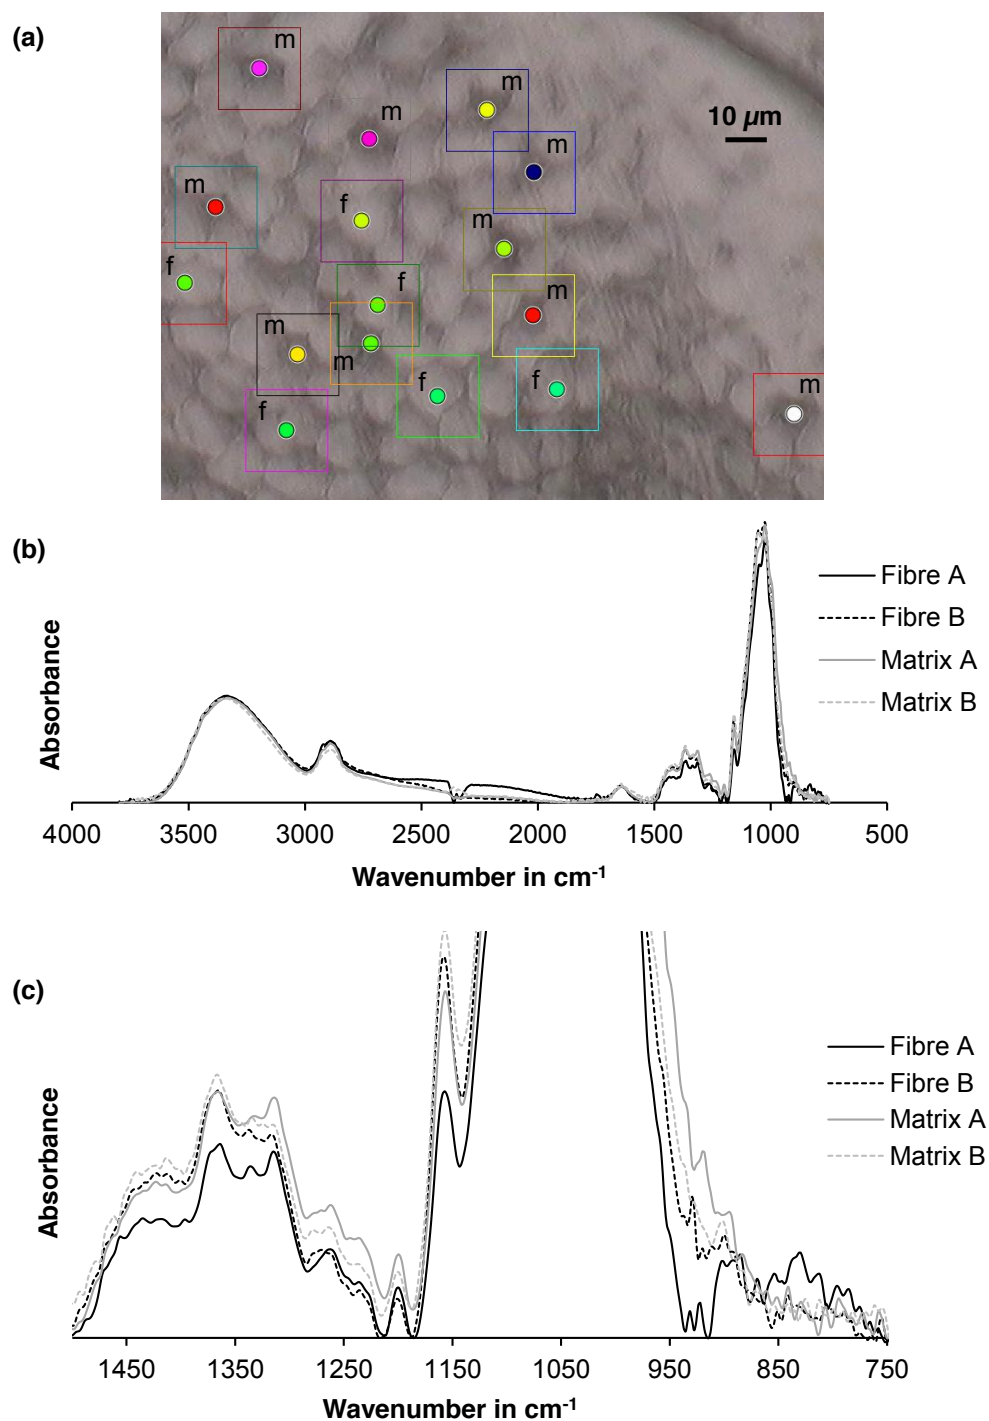 (a)
m
m
10 µm
m
m
m
f
m
f
f
m
m
m
f
f
m
f
(b)
Absorbance
Fibre A
Fibre B
Matrix A
Matrix B
4000 3500 3000 2500 2000 1500 1000 500
Wavenumber in cm-1
(c)
Absorbance
Fibre A
Fibre B
Matrix A
Matrix B
1450 1350 1250 1150 1050 950 850 750
Wavenumber in cm-1